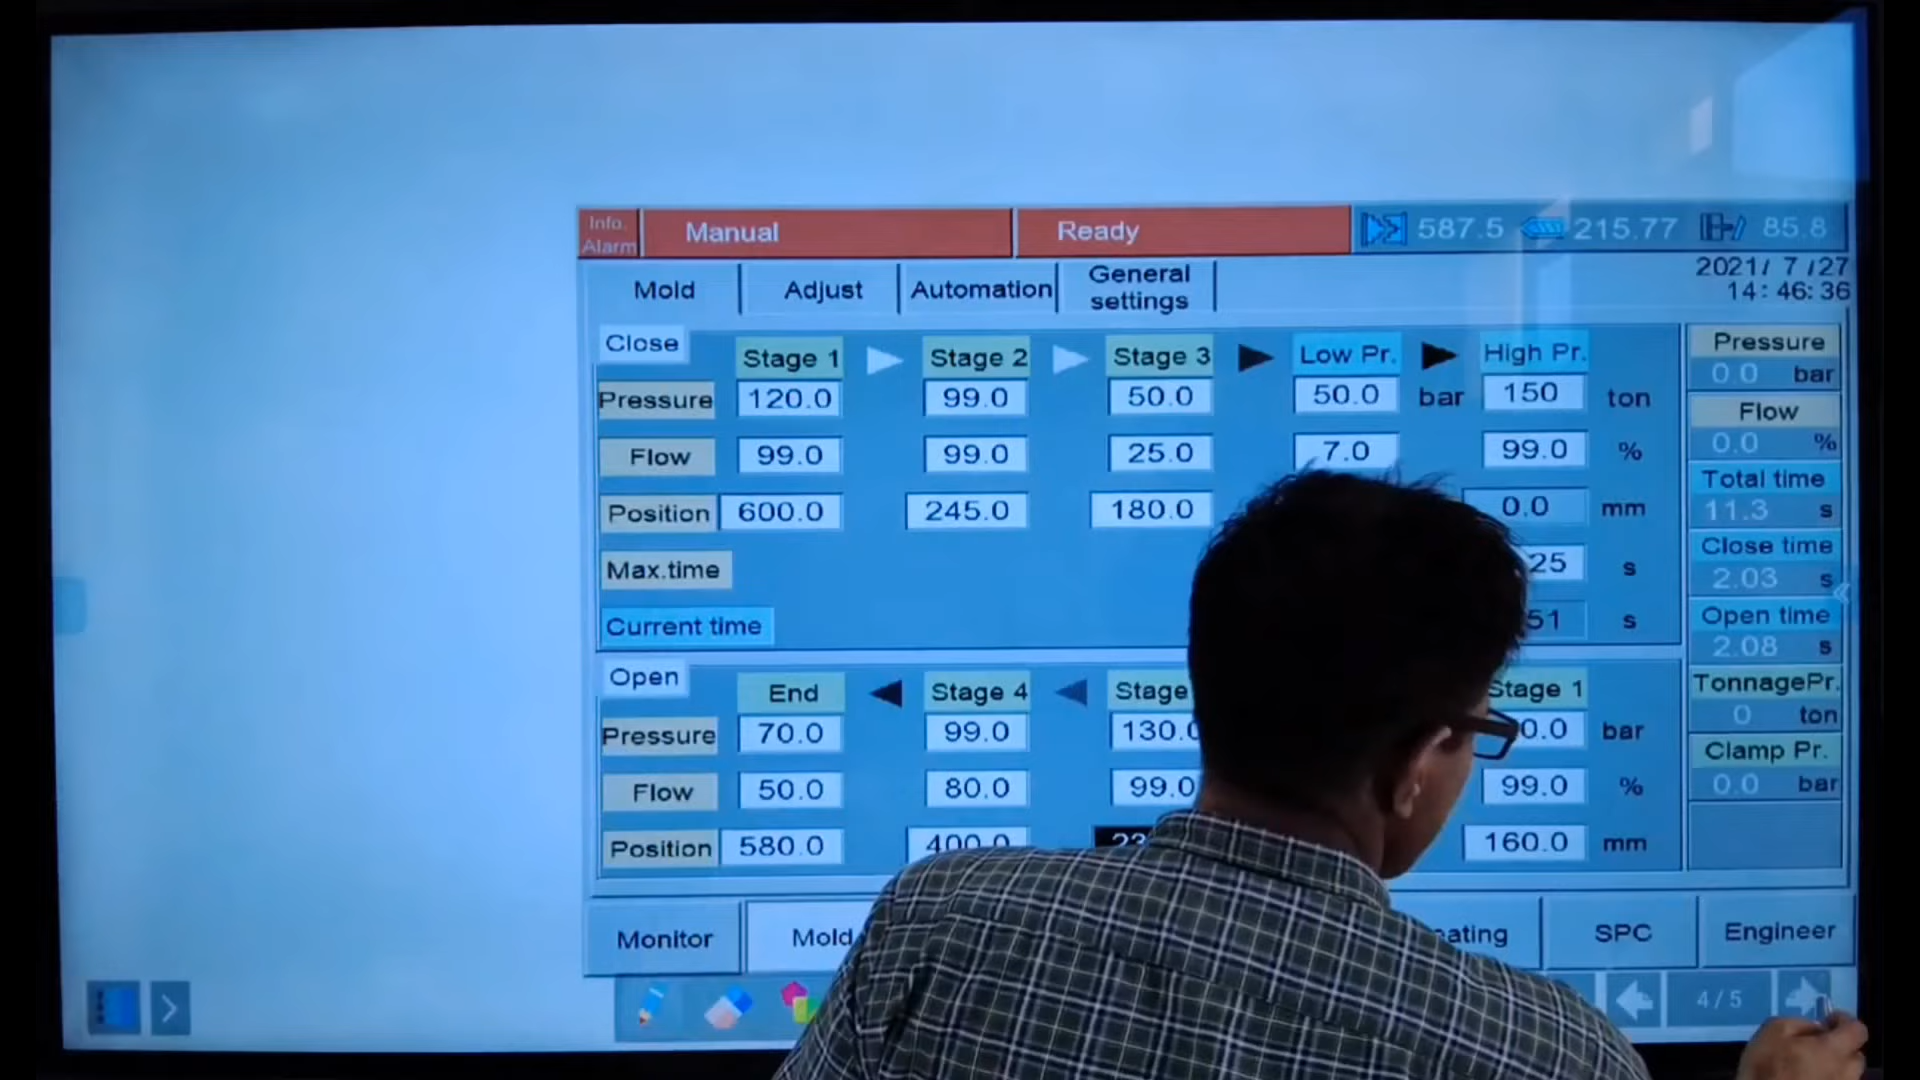 Info. Alarm Manual Ready 587.5 215.77 85.8
2021/ 7 /27
14: 46: 36
Mold Adjust Automation General settings
Close Stage 1 Stage 2 Stage 3 Low Pr. High Pr.
Pressure 120.0 99.0 50.0 50.0 bar 150 ton
Flow 99.0 99.0 25.0 7.0 99.0 %
Position 600.0 245.0 180.0 0.0 mm
Max.time s
Current time s
Open End Stage 4 Stage Stage 1
Pressure 70.0 99.0 130.0 bar
Flow 50.0 80.0 99.0 99.0 %
Position 580.0 400.0 160.0 mm
Pressure
0.0 bar
Flow
0.0 %
Total time
11.3 s
Close time
2.03 s
Open time
2.08 s
TonnagePr.
0 ton
Clamp Pr.
0.0 bar
Monitor Mold SPC Engineer
4/5